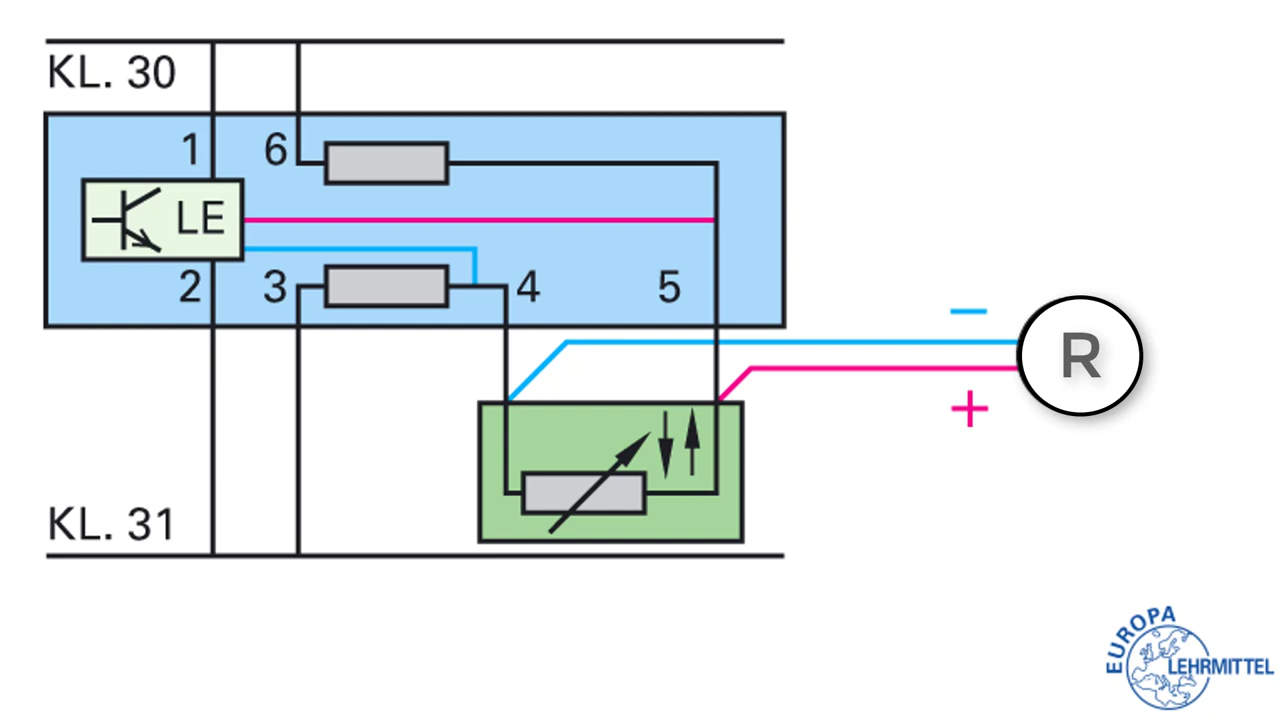 KL. 30
1 6
LE
2 3 4 5
−
R
+
KL. 31
EUROPA
LEHRMITTEL